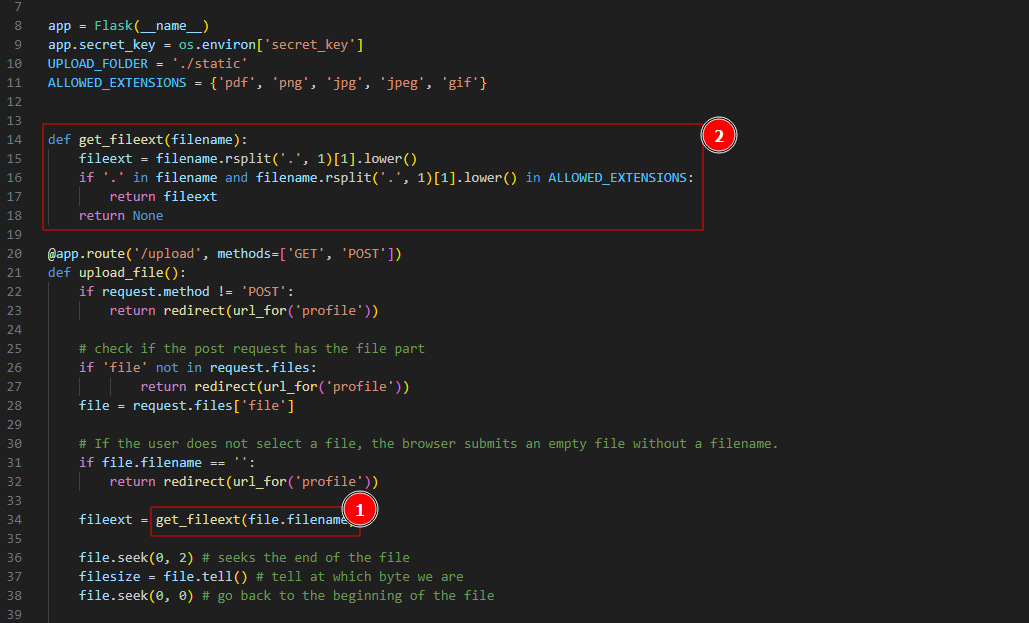 7
8 app = Flask(__name__)
9 app.secret_key = os.environ['secret_key']
10 UPLOAD_FOLDER = './static'
11 ALLOWED_EXTENSIONS = {'pdf', 'png', 'jpg', 'jpeg', 'gif'}
12
13
14 def get_fileext(filename):
15     fileext = filename.rsplit('.', 1)[1].lower()
16     if '.' in filename and filename.rsplit('.', 1)[1].lower() in ALLOWED_EXTENSIONS:
17         return fileext
18     return None
19
20 @app.route('/upload', methods=['GET', 'POST'])
21 def upload_file():
22     if request.method != 'POST':
23         return redirect(url_for('profile'))
24
25     # check if the post request has the file part
26     if 'file' not in request.files:
27             return redirect(url_for('profile'))
28     file = request.files['file']
29
30     # If the user does not select a file, the browser submits an empty file without a filename.
31     if file.filename == '':
32         return redirect(url_for('profile'))
33
34     fileext = get_fileext(file.filename)
35
36     file.seek(0, 2) # seeks the end of the file
37     filesize = file.tell() # tell at which byte we are
38     file.seek(0, 0) # go back to the beginning of the file
39
2
1